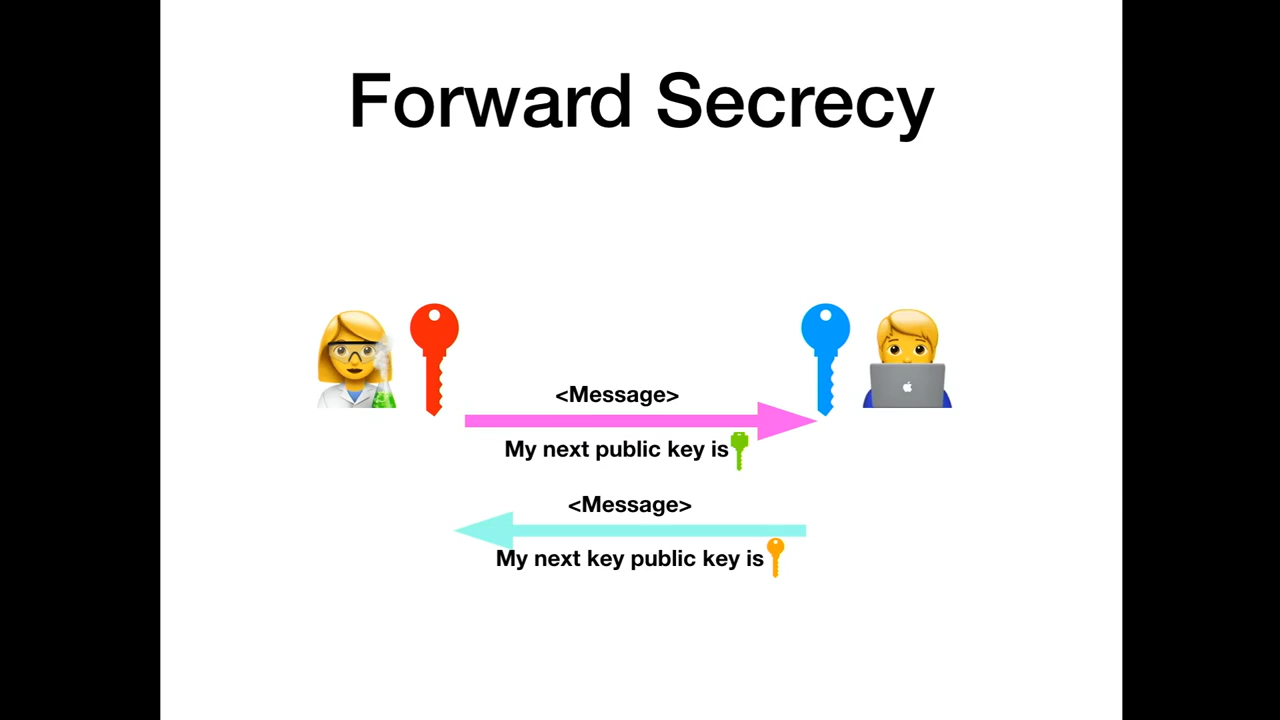 Forward Secrecy
<Message>
My next public key is
<Message>
My next key public key is